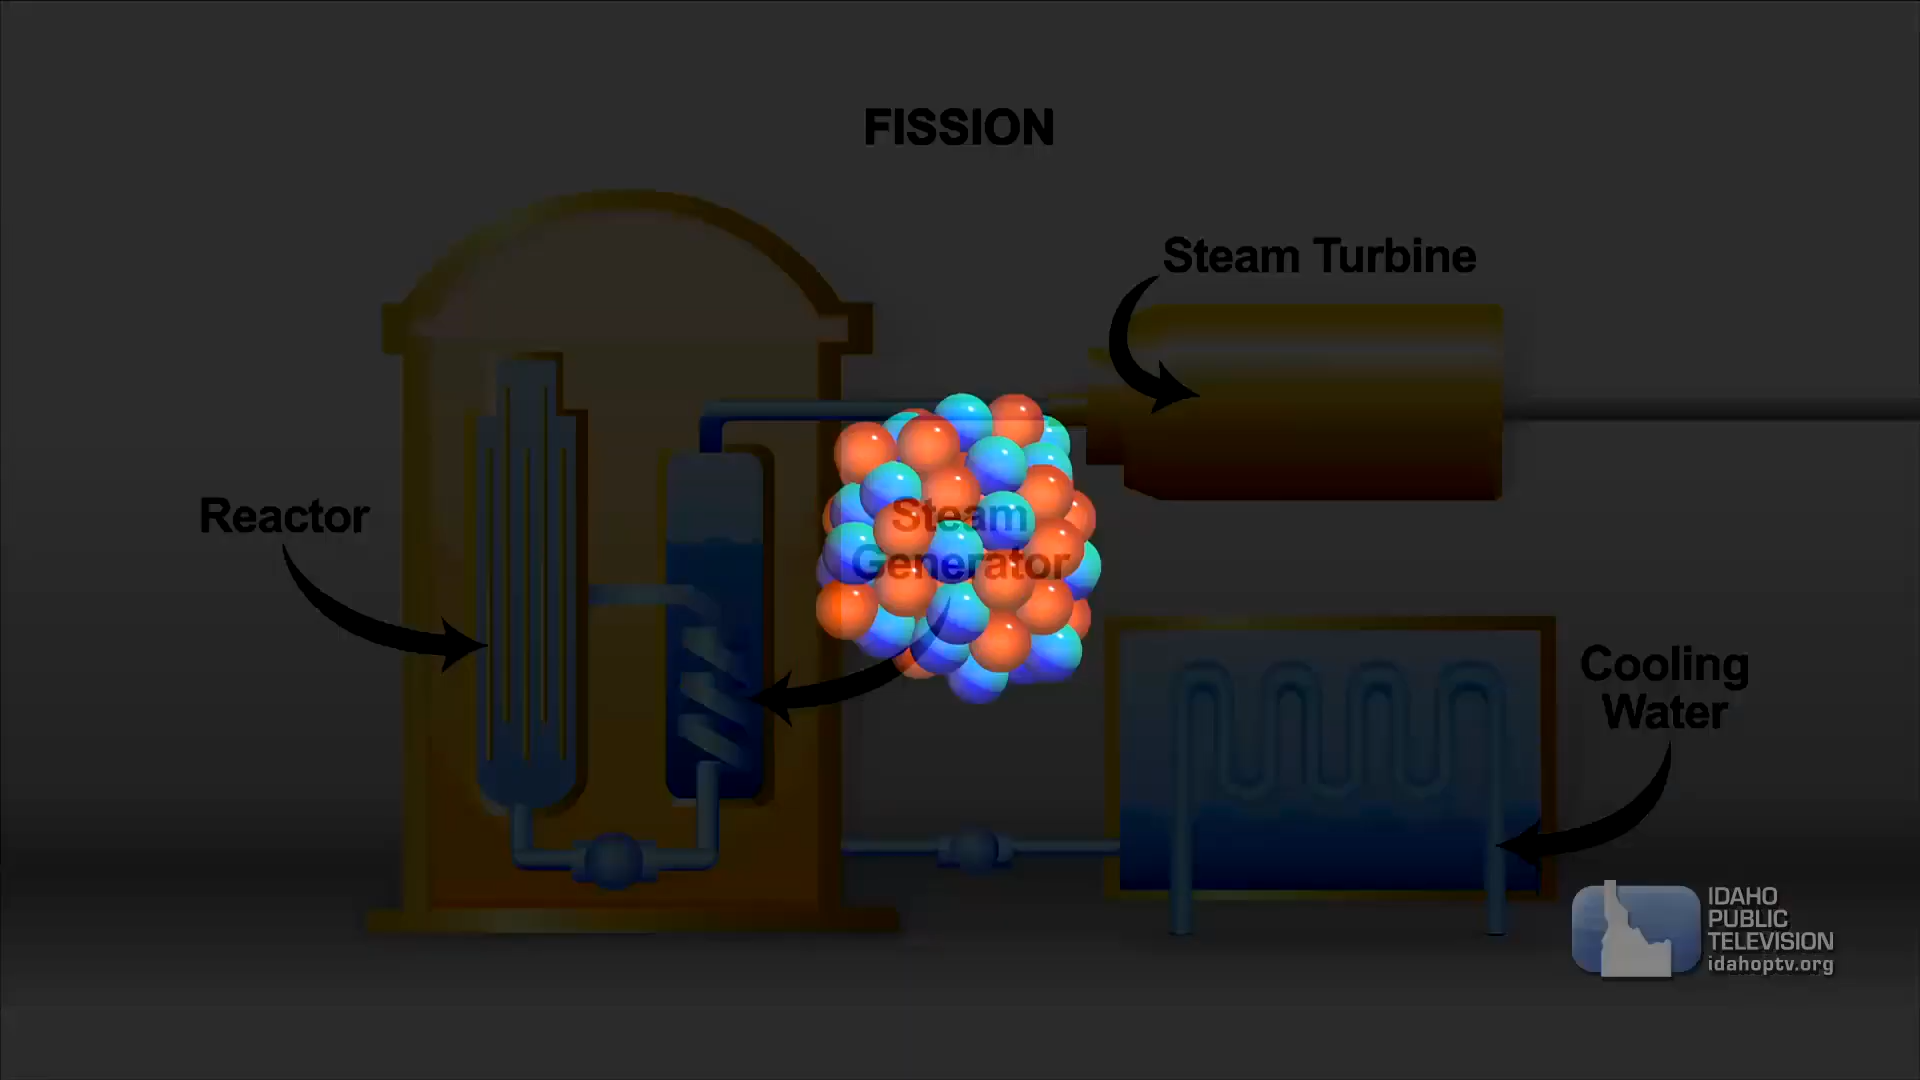 FISSION
Steam Turbine
Reactor
Steam
Generator
Cooling
Water
IDAHO
PUBLIC
TELEVISION
idahoptv.org